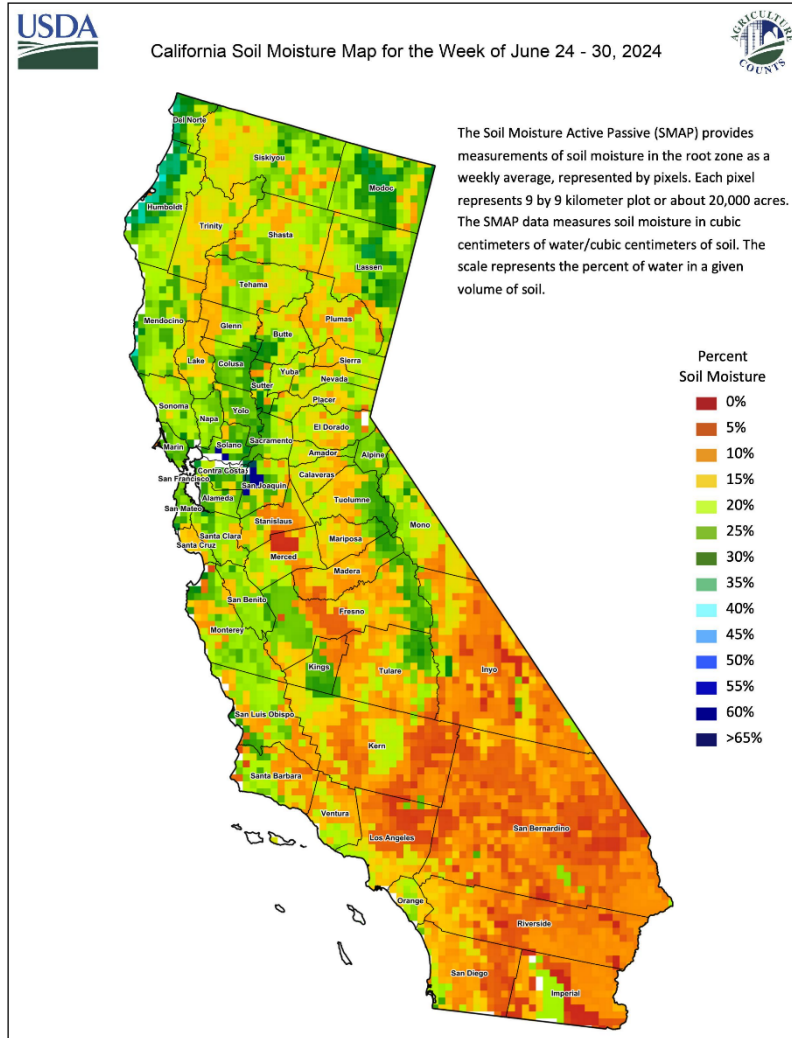 USDA
California Soil Moisture Map for the Week of June 24 - 30, 2024
AGRICULTURE
COUNTS
The Soil Moisture Active Passive (SMAP) provides
measurements of soil moisture in the root zone as a
weekly average, represented by pixels. Each pixel
represents 9 by 9 kilometer plot or about 20,000 acres.
The SMAP data measures soil moisture in cubic
centimeters of water/cubic centimeters of soil. The
scale represents the percent of water in a given
volume of soil.
Del Norte
Siskiyou
Modoc
Humboldt
Trinity
Shasta
Lassen
Tehama
Mendocino
Glenn
Butte
Plumas
Lake
Colusa
Sierra
Yuba
Sutter
Nevada
Placer
Sonoma
Napa
Yolo
El Dorado
Solano
Sacramento
Marin
Amador
Alpine
Contra Costa
Calaveras
San Francisco
San Joaquin
Alameda
Tuolumne
San Mateo
Stanislaus
Mono
Santa Clara
Mariposa
Santa Cruz
Merced
Madera
San Benito
Fresno
Monterey
Kings
Tulare
Inyo
San Luis Obispo
Kern
Santa Barbara
Ventura
Los Angeles
San Bernardino
Orange
Riverside
San Diego
Imperial
Percent
Soil Moisture
0%
5%
10%
15%
20%
25%
30%
35%
40%
45%
50%
55%
60%
>65%